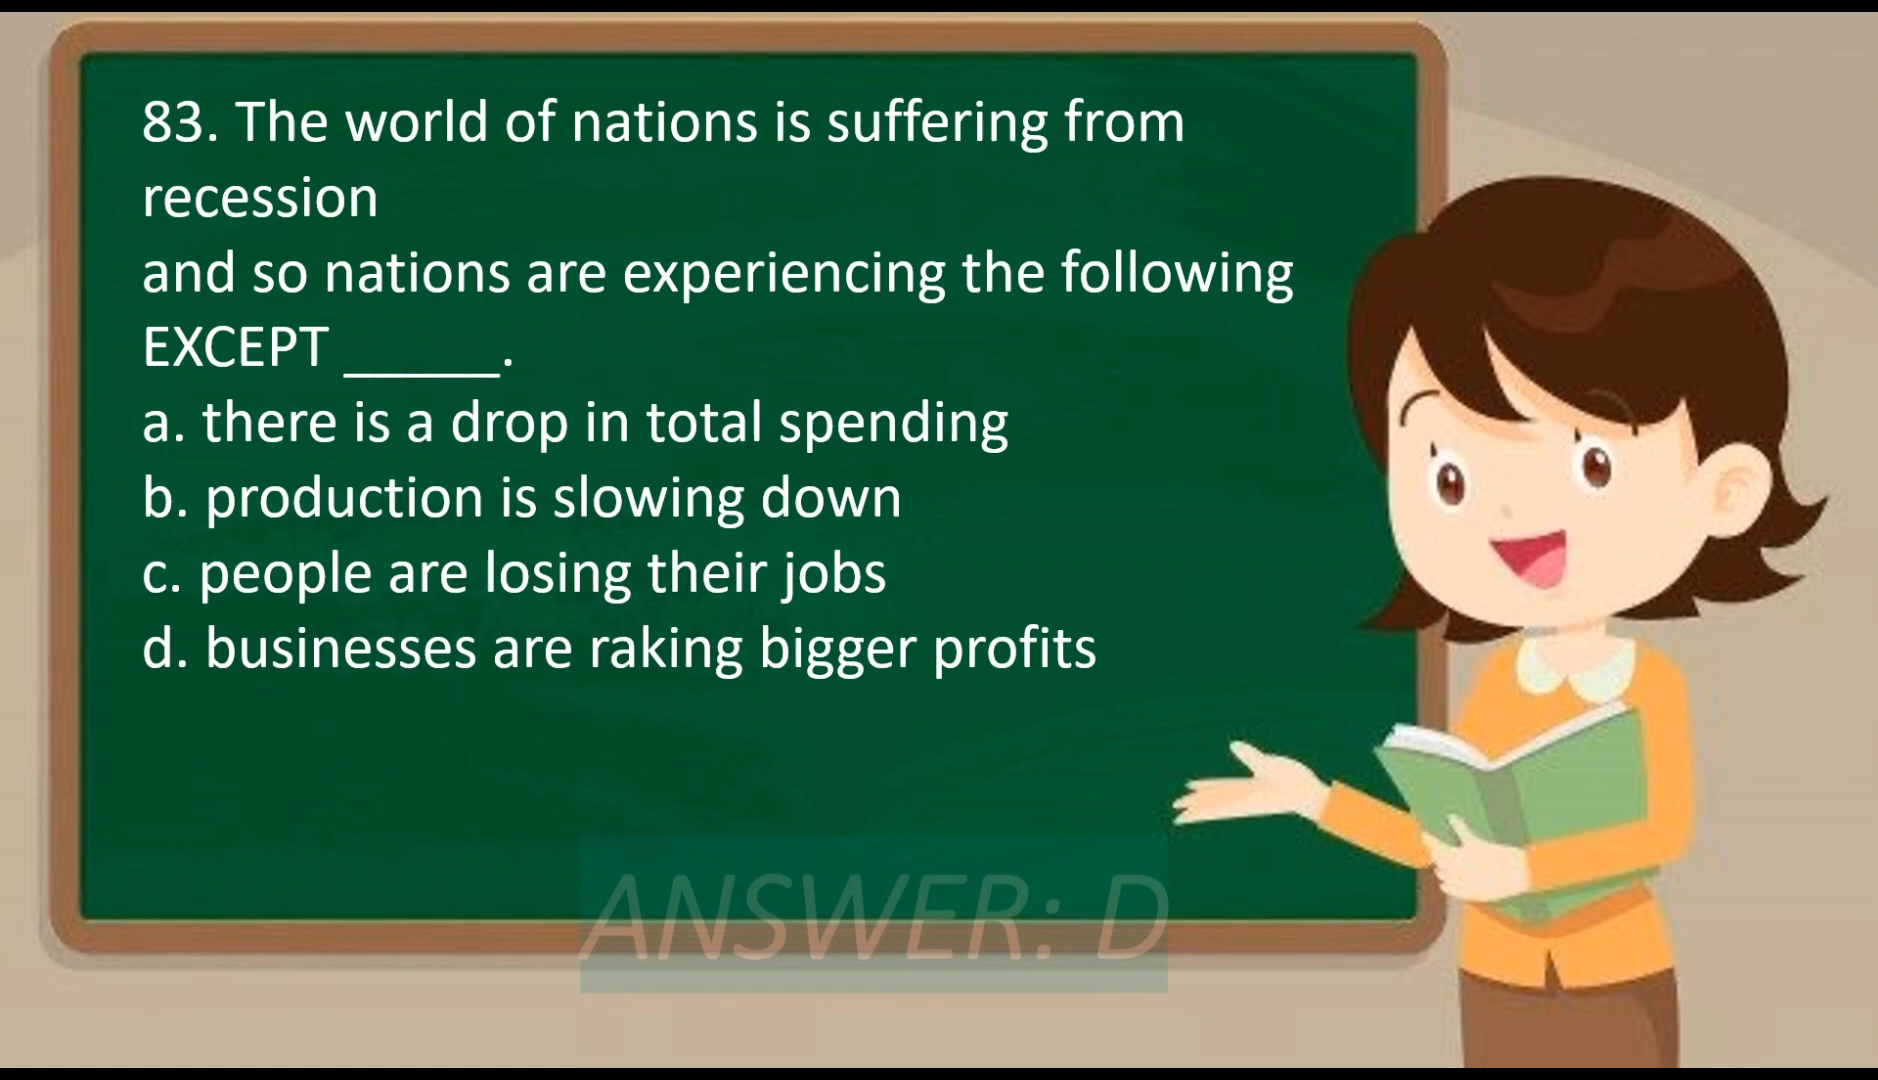 83. The world of nations is suffering from
recession
and so nations are experiencing the following
EXCEPT _____.
a. there is a drop in total spending
b. production is slowing down
c. people are losing their jobs
d. businesses are raking bigger profits
ANSWER: D